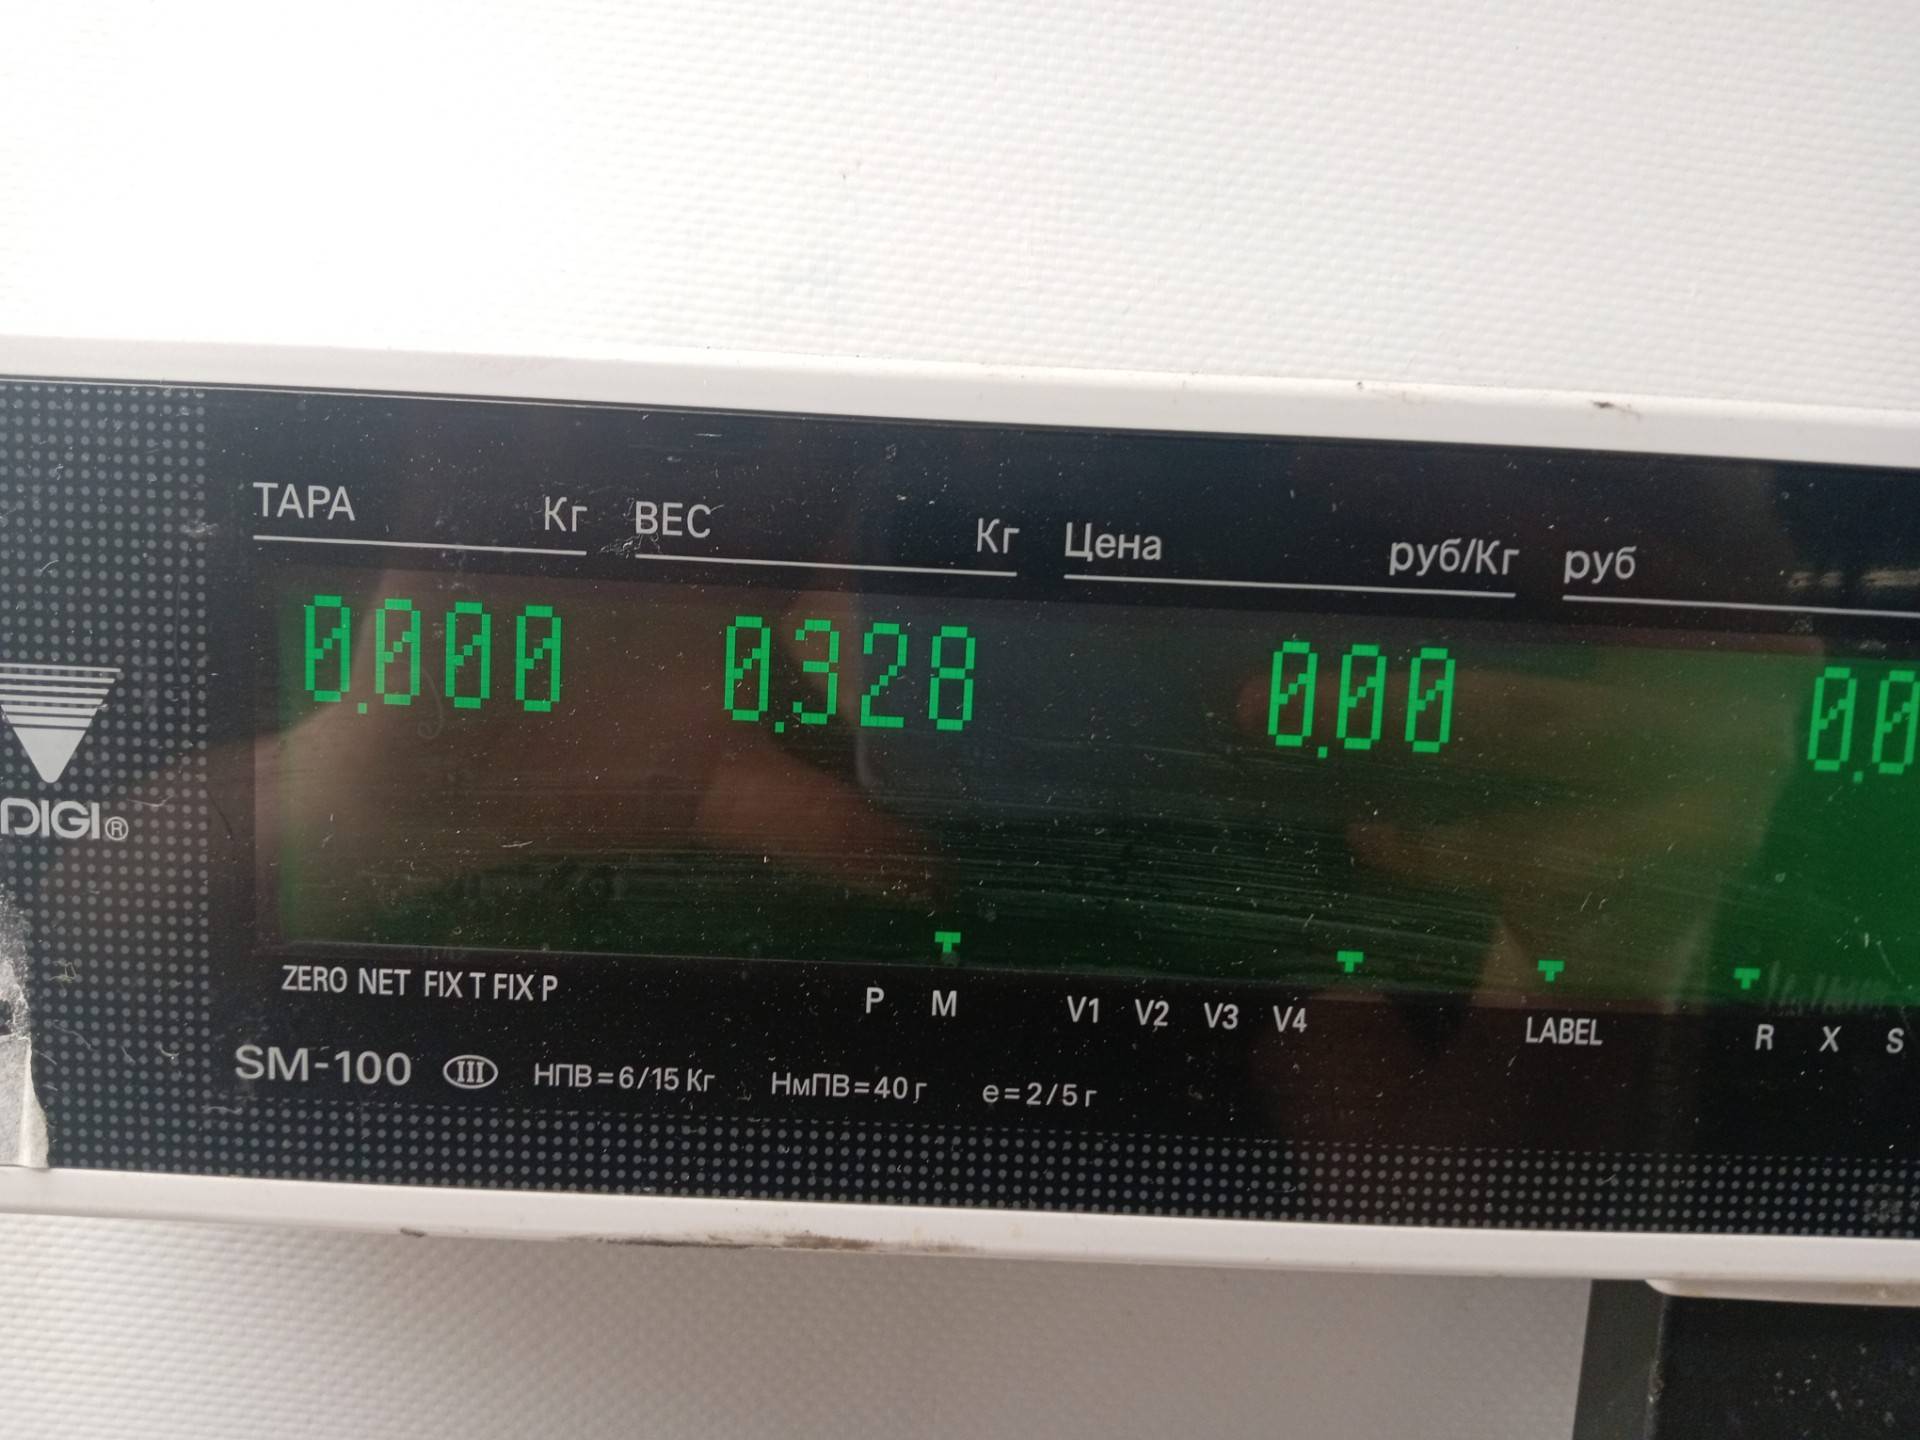 ТАРА Кг ВЕС Кг Цена руб/Кг руб
0.000 0.328 0.00 0.0
DIGI®
ZERO NET FIX T FIX P P M V1 V2 V3 V4 LABEL R X S
SM-100 III НПВ=6/15 Кг НмПВ=40 г e=2/5 г